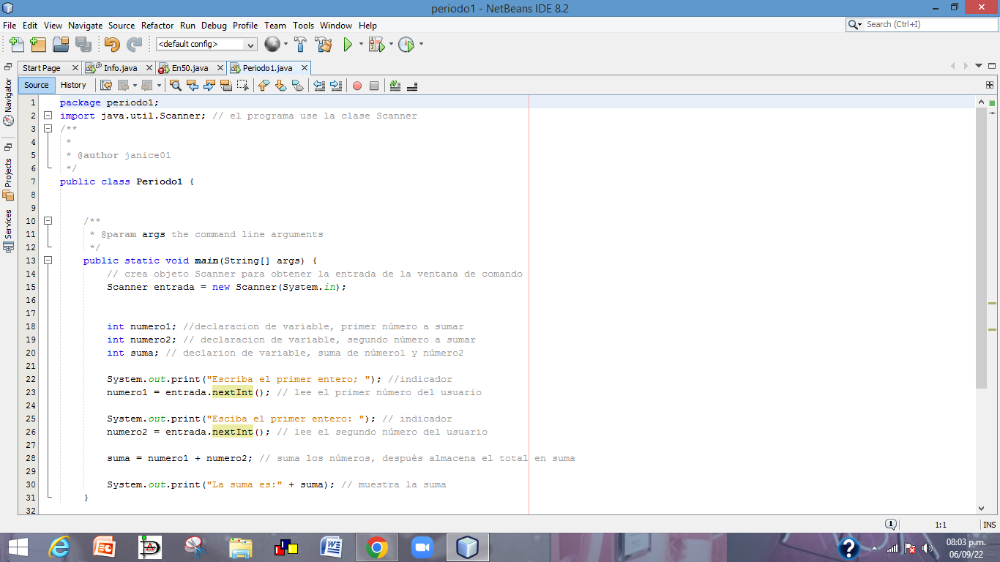 periodo1 - NetBeans IDE 8.2
File Edit View Navigate Source Refactor Run Debug Profile Team Tools Window Help
Search (Ctrl+I)
<default config>
Start Page Info.java En50.java Periodo1.java
Source History
Navigator
Projects
Services
1 package periodo1;
2 import java.util.Scanner; // el programa use la clase Scanner
3 /**
4 *
5 * @author janice01
6 */
7 public class Periodo1 {
8
9
10 /**
11 * @param args the command line arguments
12 */
13 public static void main(String[] args) {
14 // crea objeto Scanner para obtener la entrada de la ventana de comando
15 Scanner entrada = new Scanner(System.in);
16
17
18 int numero1; //declaracion de variable, primer número a sumar
19 int numero2; // declaracion de variable, segundo número a sumar
20 int suma; // declarion de variable, suma de número1 y número2
21
22 System.out.print("Escriba el primer entero; "); //indicador
23 numero1 = entrada.nextInt(); // lee el primer número del usuario
24
25 System.out.print("Esciba el primer entero: "); // indicador
26 numero2 = entrada.nextInt(); // lee el segundo número del usuario
27
28 suma = numero1 + numero2; // suma los números, después almacena el total en suma
29
30 System.out.print("La suma es:" + suma); // muestra la suma
31 }
32
1 1:1 INS
08:03 p.m.
06/09/22